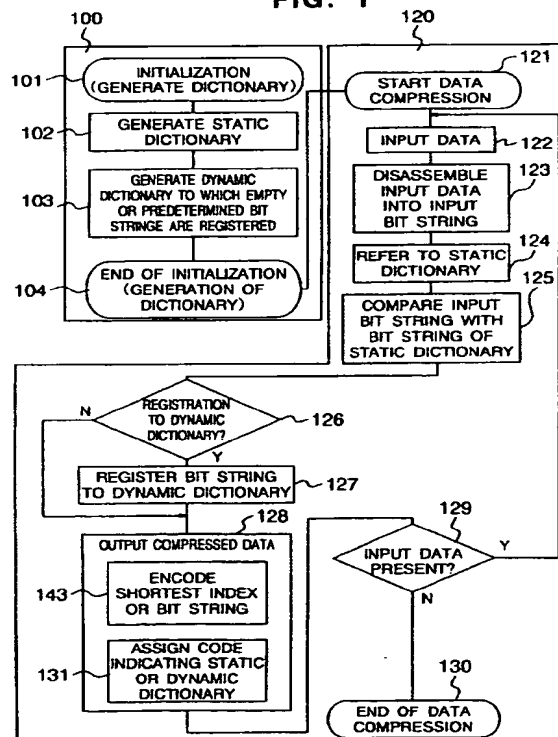 FIG. 1
100
101
INITIALIZATION
(GENERATE DICTIONARY)
102
GENERATE STATIC
DICTIONARY
103
GENERATE DYNAMIC
DICTIONARY TO WHICH EMPTY
OR PREDETERMINED BIT
STRINGE ARE REGISTERED
104
END OF INITIALIZATION
(GENERATION OF
DICTIONARY)
120
121
START DATA
COMPRESSION
INPUT DATA
122
DISASSEMBLE
INPUT DATA
INTO INPUT
BIT STRING
123
REFER TO STATIC
DICTIONARY
124
COMPARE INPUT
BIT STRING WITH
BIT STRING OF
STATIC DICTIONARY
125
N
REGISTRATION
TO DYNAMIC
DICTIONARY?
126
Y
REGISTER BIT STRING
TO DYNAMIC DICTIONARY
127
128
OUTPUT COMPRESSED DATA
143
ENCODE
SHORTEST INDEX
OR BIT STRING
131
ASSIGN CODE
INDICATING STATIC
OR DYNAMIC
DICTIONARY
129
INPUT DATA
PRESENT?
Y
N
130
END OF DATA
COMPRESSION